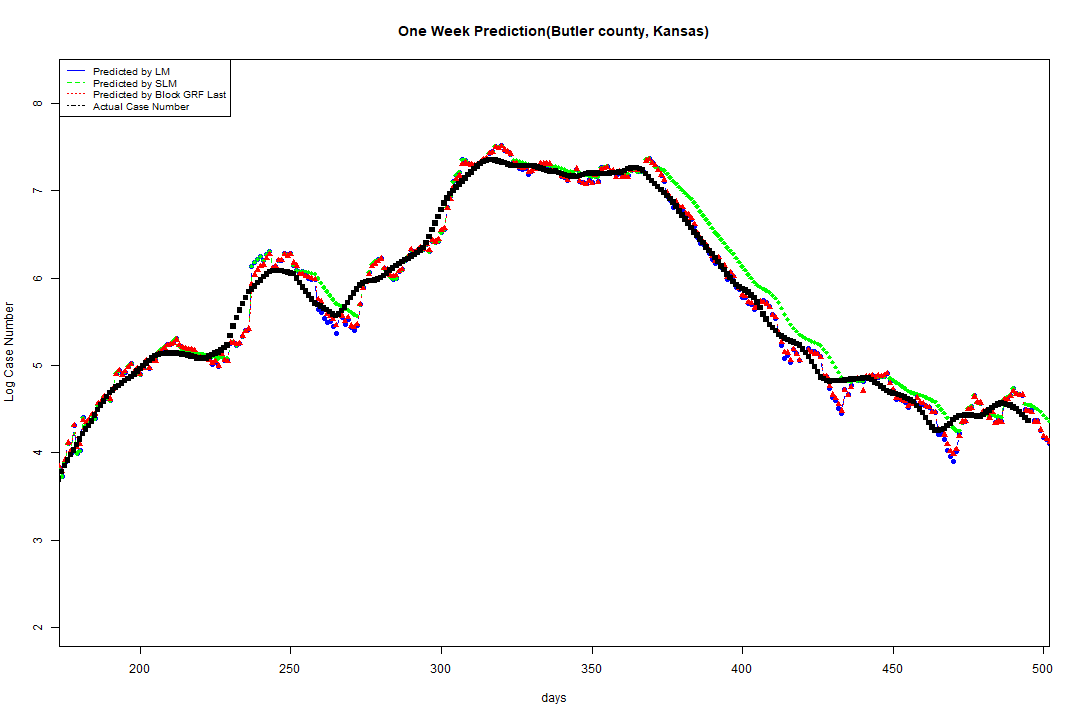 One Week Prediction(Butler county, Kansas)
Predicted by LM
Predicted by SLM
Predicted by Block GRF Last
Actual Case Number
Log Case Number
8
7
6
5
4
3
2
200 250 300 350 400 450 500
days